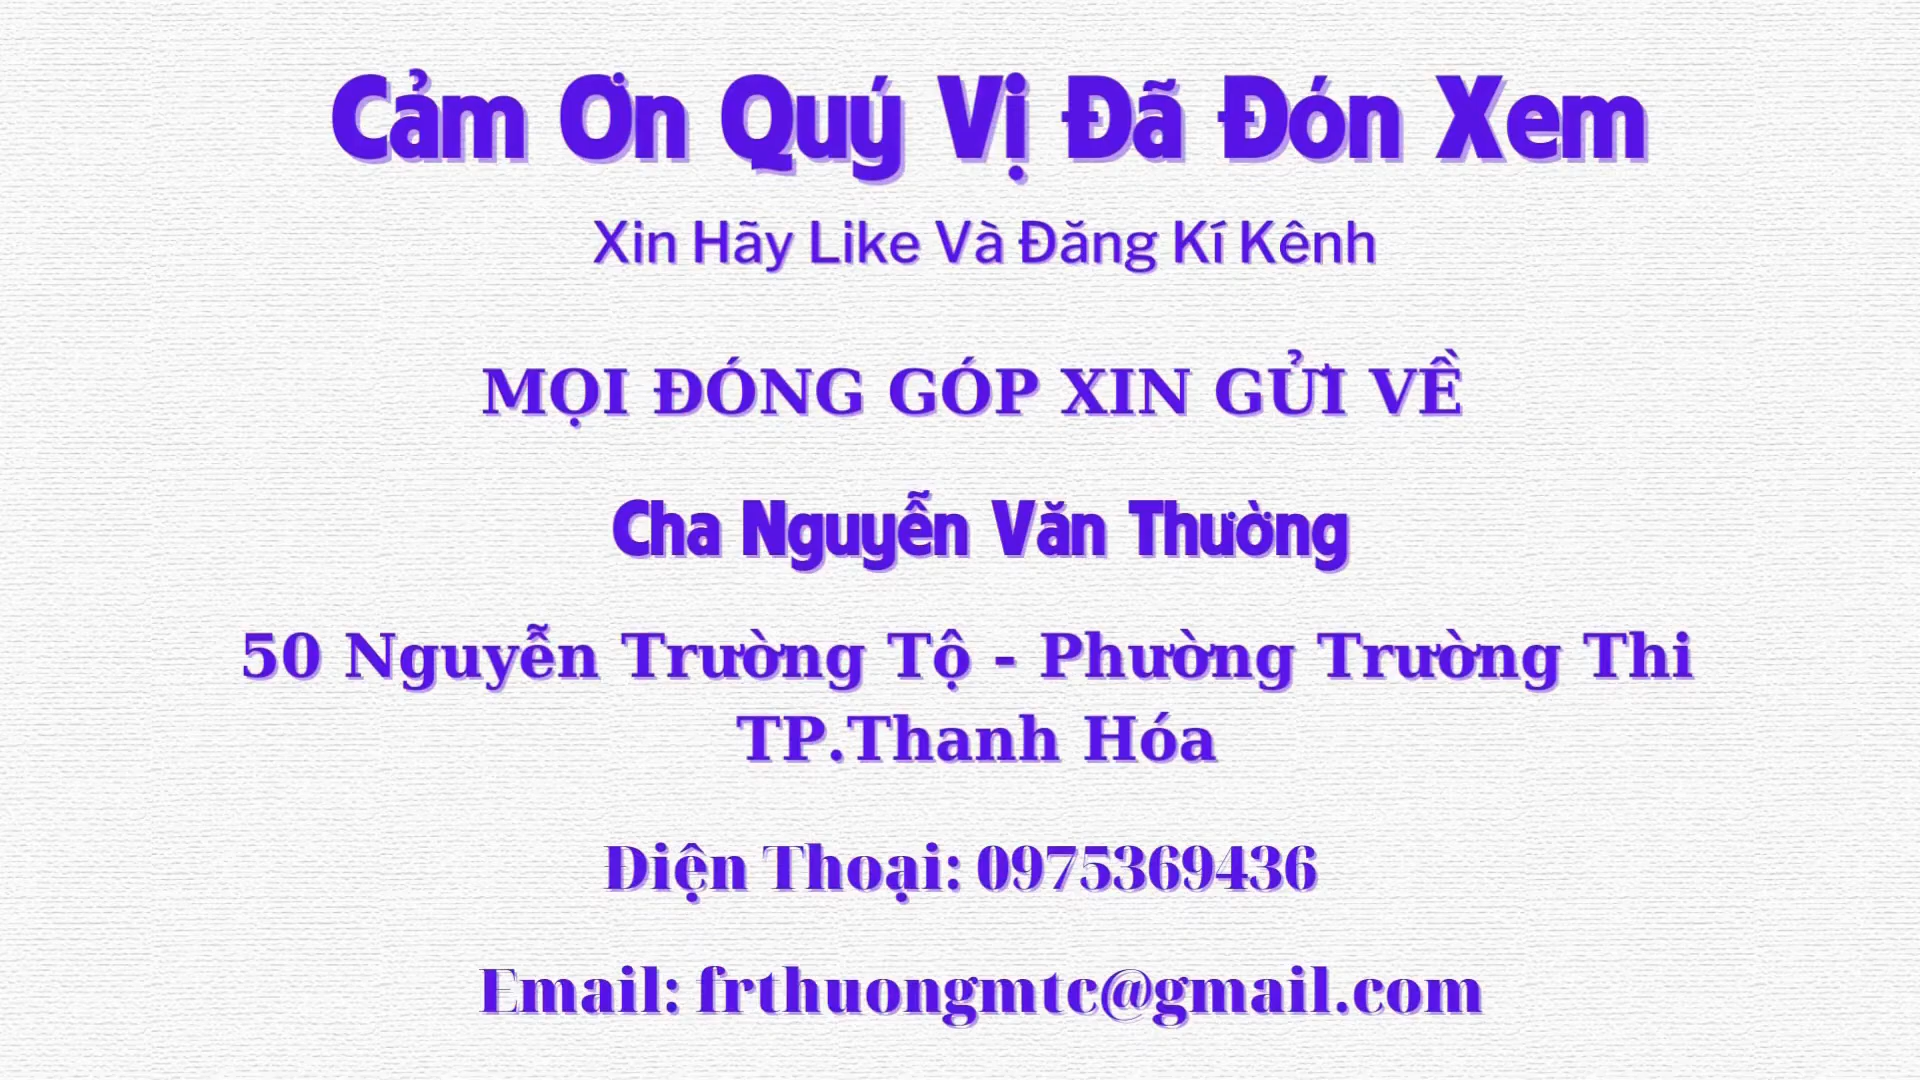 Cảm Ơn Quý Vị Đã Đón Xem
Xin Hãy Like Và Đăng Kí Kênh
MỌI ĐÓNG GÓP XIN GỬI VỀ
Cha Nguyễn Văn Thường
50 Nguyễn Trường Tộ - Phường Trường Thi
TP.Thanh Hóa
Điện Thoại: 0975369436
Email: frthuongmtc@gmail.com